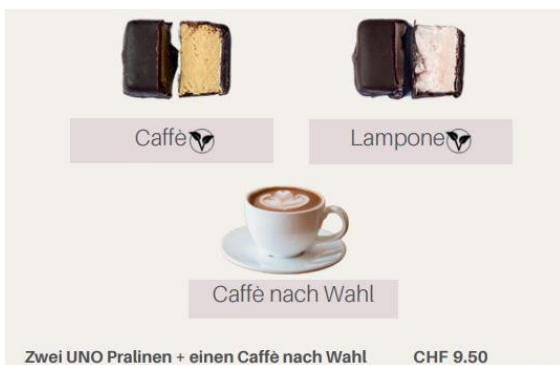 Caffè
Lampone
Caffè nach Wahl
Zwei UNO Pralinen + einen Caffè nach Wahl CHF 9.50